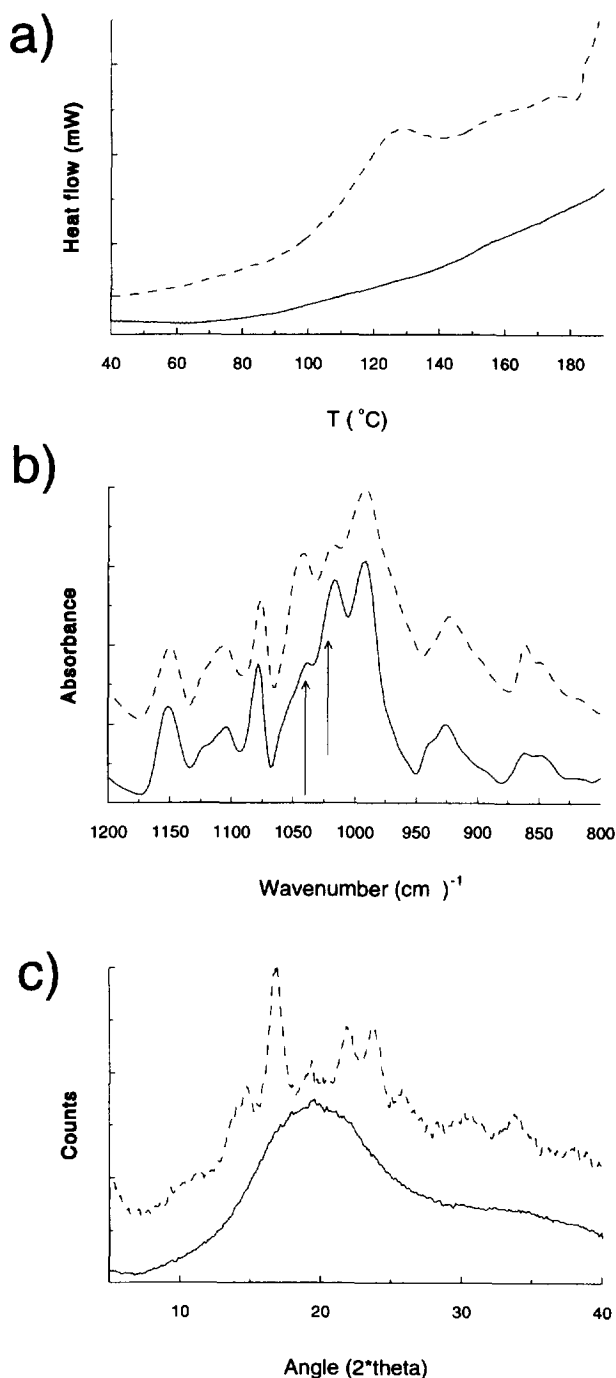 a)
Heat flow (mW)
40 60 80 100 120 140 160 180
T ( °C)
b)
Absorbance
1200 1150 1100 1050 1000 950 900 850 800
Wavenumber (cm )⁻¹
c)
Counts
10 20 30 40
Angle (2*theta)